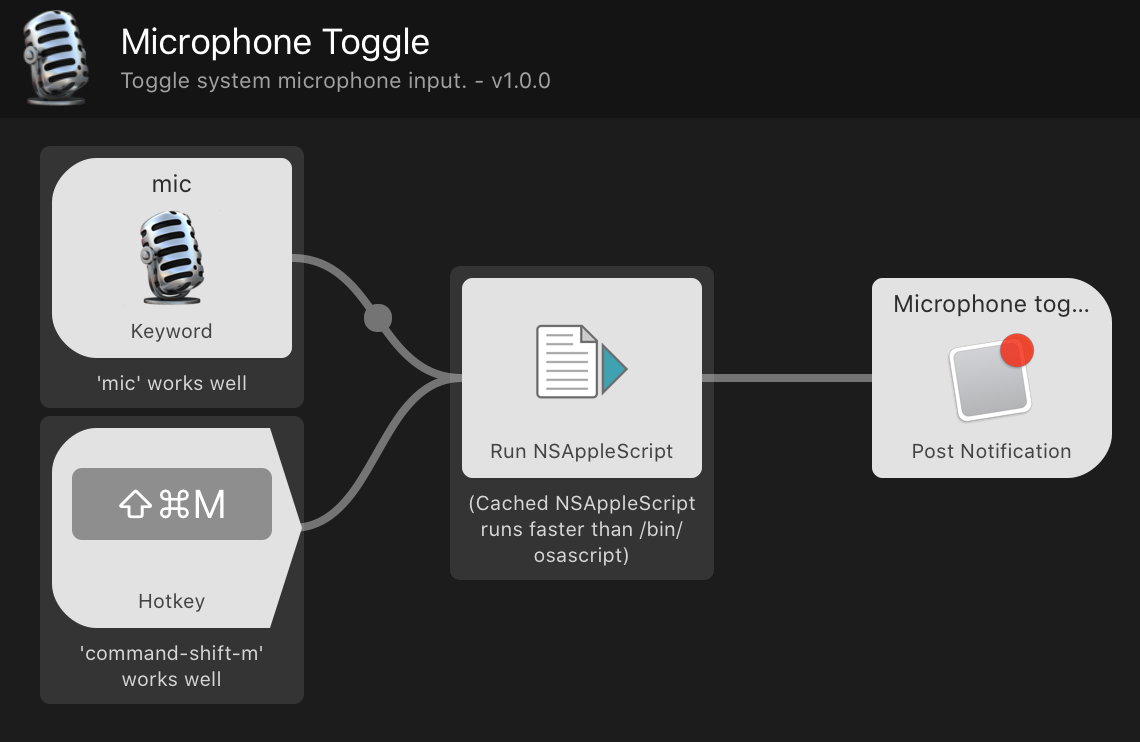 Microphone Toggle
Toggle system microphone input. - v1.0.0
mic
Keyword
'mic' works well
⇧⌘M
Hotkey
'command-shift-m'
works well
Run NSAppleScript
(Cached NSAppleScript
runs faster than /bin/
osascript)
Microphone tog...
Post Notification